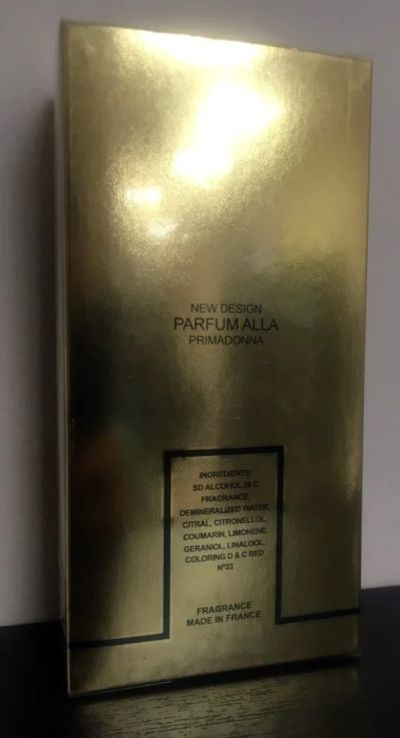 NEW DESIGN
PARFUM ALLA
PRIMADONNA
INGREDIENTS:
SD ALCOHOL 39 C
FRAGRANCE,
DEMINERALIZED WATER,
CITRAL, CITRONELLOL,
COUMARIN, LIMONENE,
GERANIOL, LINALOOL,
COLORING D & C RED
N°33
FRAGRANCE
MADE IN FRANCE